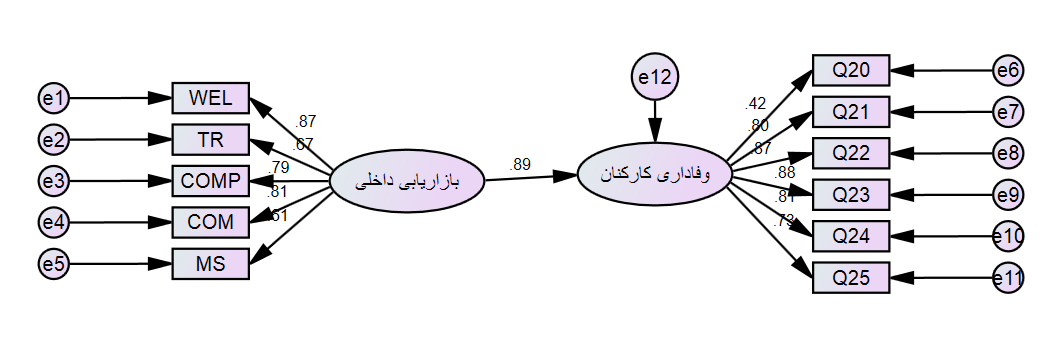 e1
WEL
e2
TR
e3
COMP
e4
COM
e5
MS
.87
.67
.79
.81
بازاریابی داخلی
.89
e12
وفاداری کارکنان
.42
.80
.87
.88
.81
.73
Q20
e6
Q21
e7
Q22
e8
Q23
e9
Q24
e10
Q25
e11